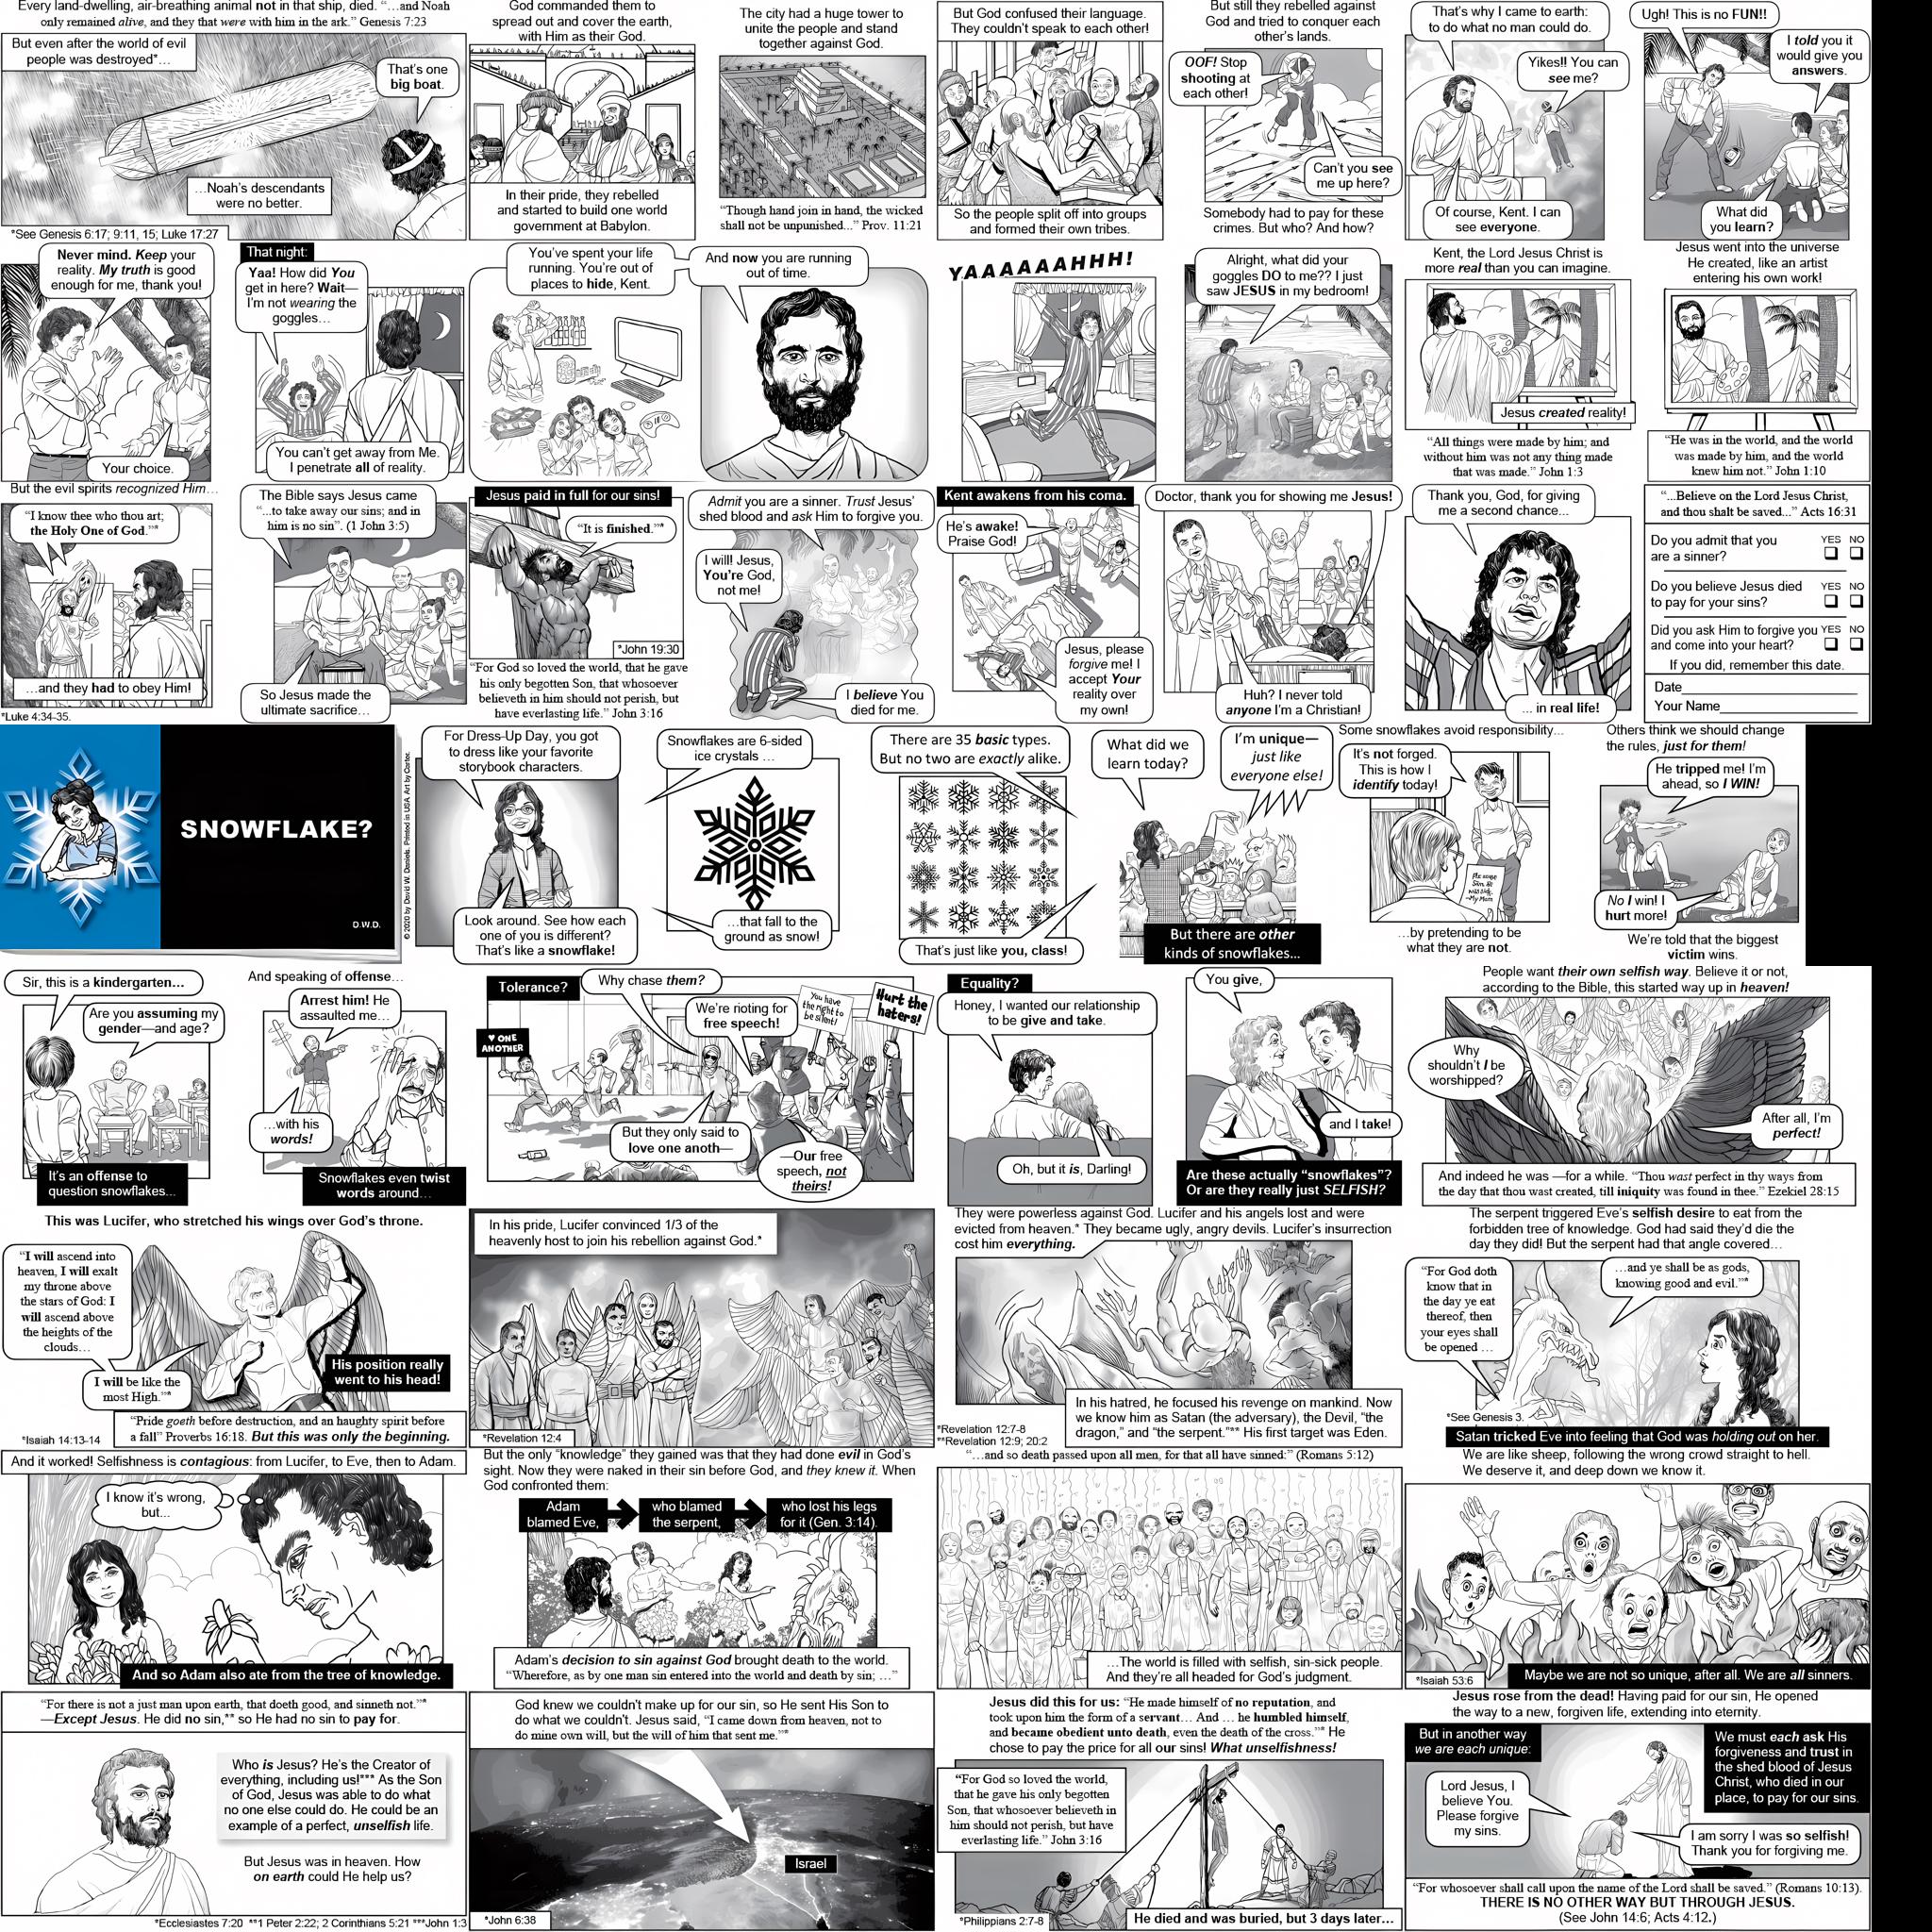 Every land-dwelling, air-breathing animal not in that ship, died. “…and Noah
only remained alive, and they that were with him in the ark.” Genesis 7:23
But even after the world of evil
people was destroyed*…
That's one
big boat.
…Noah's descendants
were no better.
*See Genesis 6:17; 9:11, 15; Luke 17:27
God commanded them to
spread out and cover the earth,
with Him as their God.
In their pride, they rebelled
and started to build one world
government at Babylon.
The city had a huge tower to
unite the people and stand
together against God.
“Though hand join in hand, the wicked
shall not be unpunished...” Prov. 11:21
But God confused their language.
They couldn't speak to each other!
So the people split off into groups
and formed their own tribes.
But still they rebelled against
God and tried to conquer each
other's lands.
OOF! Stop
shooting at
each other!
Can't you see
me up here?
Somebody had to pay for these
crimes. But who? And how?
That's why I came to earth:
to do what no man could do.
Yikes!! You can
see me?
Of course, Kent. I can
see everyone.
Ugh! This is no FUN!!
I told you it
would give you
answers.
What did
you learn?
Never mind. Keep your
reality. My truth is good
enough for me, thank you!
Your choice.
That night:
Yaa! How did You
get in here? Wait—
I'm not wearing the
goggles…
You can't get away from Me.
I penetrate all of reality.
You've spent your life
running. You're out of
places to hide, Kent.
And now you are running
out of time.
YAAAAAAHHH!
Alright, what did your
goggles DO to me?? I just
saw JESUS in my bedroom!
Kent, the Lord Jesus Christ is
more real than you can imagine.
Jesus created reality!
“All things were made by him; and
without him was not any thing made
that was made.” John 1:3
Jesus went into the universe
He created, like an artist
entering his own work!
“He was in the world, and the world
was made by him, and the world
knew him not.” John 1:10
But the evil spirits recognized Him…
“I know thee who thou art;
the Holy One of God.”*
…and they had to obey Him!
*Luke 4:34-35.
The Bible says Jesus came
“...to take away our sins; and in
him is no sin”. (1 John 3:5)
So Jesus made the
ultimate sacrifice…
Jesus paid in full for our sins!
“It is finished.”*
*John 19:30
“For God so loved the world, that he gave
his only begotten Son, that whosoever
believeth in him should not perish, but
have everlasting life.” John 3:16
Admit you are a sinner. Trust Jesus'
shed blood and ask Him to forgive you.
I will! Jesus,
You're God,
not me!
I believe You
died for me.
Kent awakens from his coma.
He's awake!
Praise God!
Jesus, please
forgive me! I
accept Your
reality over
my own!
Doctor, thank you for showing me Jesus!
Huh? I never told
anyone I'm a Christian!
Thank you, God, for giving
me a second chance…
... in real life!
“...Believe on the Lord Jesus Christ,
and thou shalt be saved...” Acts 16:31
Do you admit that you
are a sinner?
YES NO
Do you believe Jesus died
to pay for your sins?
YES NO
Did you ask Him to forgive you
and come into your heart?
YES NO
If you did, remember this date.
Date
Your Name
SNOWFLAKE?
D.W.D.
© 2020 by David W. Daniels. Printed in USA. Art by Carter.
For Dress-Up Day, you got
to dress like your favorite
storybook characters.
Look around. See how each
one of you is different?
That's like a snowflake!
Snowflakes are 6-sided
ice crystals …
…that fall to the
ground as snow!
There are 35 basic types.
But no two are exactly alike.
That's just like you, class!
What did we
learn today?
I'm unique—
just like
everyone else!
But there are other
kinds of snowflakes...
Some snowflakes avoid responsibility…
It's not forged.
This is how I
identify today!
—My Mom
...by pretending to be
what they are not.
Others think we should change
the rules, just for them!
He tripped me! I'm
ahead, so I WIN!
No I win! I
hurt more!
We're told that the biggest
victim wins.
Sir, this is a kindergarten…
Are you assuming my
gender—and age?
It's an offense to
question snowflakes...
And speaking of offense…
Arrest him! He
assaulted me…
…with his
words!
Snowflakes even twist
words around…
Tolerance?
Why chase them?
We're rioting for
free speech!
♥ ONE
ANOTHER
You have
the right to
be silent!
Hurt the
haters!
But they only said to
love one anoth—
—Our free
speech, not
theirs!
Equality?
Honey, I wanted our relationship
to be give and take.
Oh, but it is, Darling!
You give,
and I take!
Are these actually “snowflakes”?
Or are they really just SELFISH?
People want their own selfish way. Believe it or not,
according to the Bible, this started way up in heaven!
Why
shouldn't I be
worshipped?
After all, I'm
perfect!
And indeed he was —for a while. “Thou wast perfect in thy ways from
the day that thou wast created, till iniquity was found in thee.” Ezekiel 28:15
This was Lucifer, who stretched his wings over God's throne.
“I will ascend into
heaven, I will exalt
my throne above
the stars of God: I
will ascend above
the heights of the
clouds…
I will be like the
most High.”*
His position really
went to his head!
“Pride goeth before destruction, and an haughty spirit before
a fall” Proverbs 16:18. But this was only the beginning.
*Isaiah 14:13-14
In his pride, Lucifer convinced 1/3 of the
heavenly host to join his rebellion against God.*
*Revelation 12:4
They were powerless against God. Lucifer and his angels lost and were
evicted from heaven.* They became ugly, angry devils. Lucifer's insurrection
cost him everything.
In his hatred, he focused his revenge on mankind. Now
we know him as Satan (the adversary), the Devil, “the
dragon,” and “the serpent.”** His first target was Eden.
*Revelation 12:7-8
**Revelation 12:9; 20:2
The serpent triggered Eve's selfish desire to eat from the
forbidden tree of knowledge. God had said they'd die the
day they did! But the serpent had that angle covered…
“For God doth
know that in
the day ye eat
thereof, then
your eyes shall
be opened …
…and ye shall be as gods,
knowing good and evil.”*
*See Genesis 3.
Satan tricked Eve into feeling that God was holding out on her.
And it worked! Selfishness is contagious: from Lucifer, to Eve, then to Adam.
I know it's wrong,
but...
And so Adam also ate from the tree of knowledge.
But the only “knowledge” they gained was that they had done evil in God's
sight. Now they were naked in their sin before God, and they knew it. When
God confronted them:
Adam
blamed Eve,
who blamed
the serpent,
who lost his legs
for it (Gen. 3:14).
Adam's decision to sin against God brought death to the world.
“Wherefore, as by one man sin entered into the world and death by sin; …”
“…and so death passed upon all men, for that all have sinned:” (Romans 5:12)
…The world is filled with selfish, sin-sick people.
And they're all headed for God's judgment.
We are like sheep, following the wrong crowd straight to hell.
We deserve it, and deep down we know it.
*Isaiah 53:6
Maybe we are not so unique, after all. We are all sinners.
“For there is not a just man upon earth, that doeth good, and sinneth not.”*
—Except Jesus. He did no sin,** so He had no sin to pay for.
Who is Jesus? He's the Creator of
everything, including us!*** As the Son
of God, Jesus was able to do what
no one else could do. He could be an
example of a perfect, unselfish life.
But Jesus was in heaven. How
on earth could He help us?
*Ecclesiastes 7:20 **1 Peter 2:22; 2 Corinthians 5:21 ***John 1:3
God knew we couldn't make up for our sin, so He sent His Son to
do what we couldn't. Jesus said, “I came down from heaven, not to
do mine own will, but the will of him that sent me.”*
Israel
*John 6:38
Jesus did this for us: “He made himself of no reputation, and
took upon him the form of a servant… And … he humbled himself,
and became obedient unto death, even the death of the cross.”* He
chose to pay the price for all our sins! What unselfishness!
“For God so loved the world,
that he gave his only begotten
Son, that whosoever believeth in
him should not perish, but have
everlasting life.” John 3:16
*Philippians 2:7-8
He died and was buried, but 3 days later…
Jesus rose from the dead! Having paid for our sin, He opened
the way to a new, forgiven life, extending into eternity.
But in another way
we are each unique:
We must each ask His
forgiveness and trust in
the shed blood of Jesus
Christ, who died in our
place, to pay for our sins.
Lord Jesus, I
believe You.
Please forgive
my sins.
I am sorry I was so selfish!
Thank you for forgiving me.
“For whosoever shall call upon the name of the Lord shall be saved.” (Romans 10:13).
THERE IS NO OTHER WAY BUT THROUGH JESUS.
(See John 14:6; Acts 4:12.)